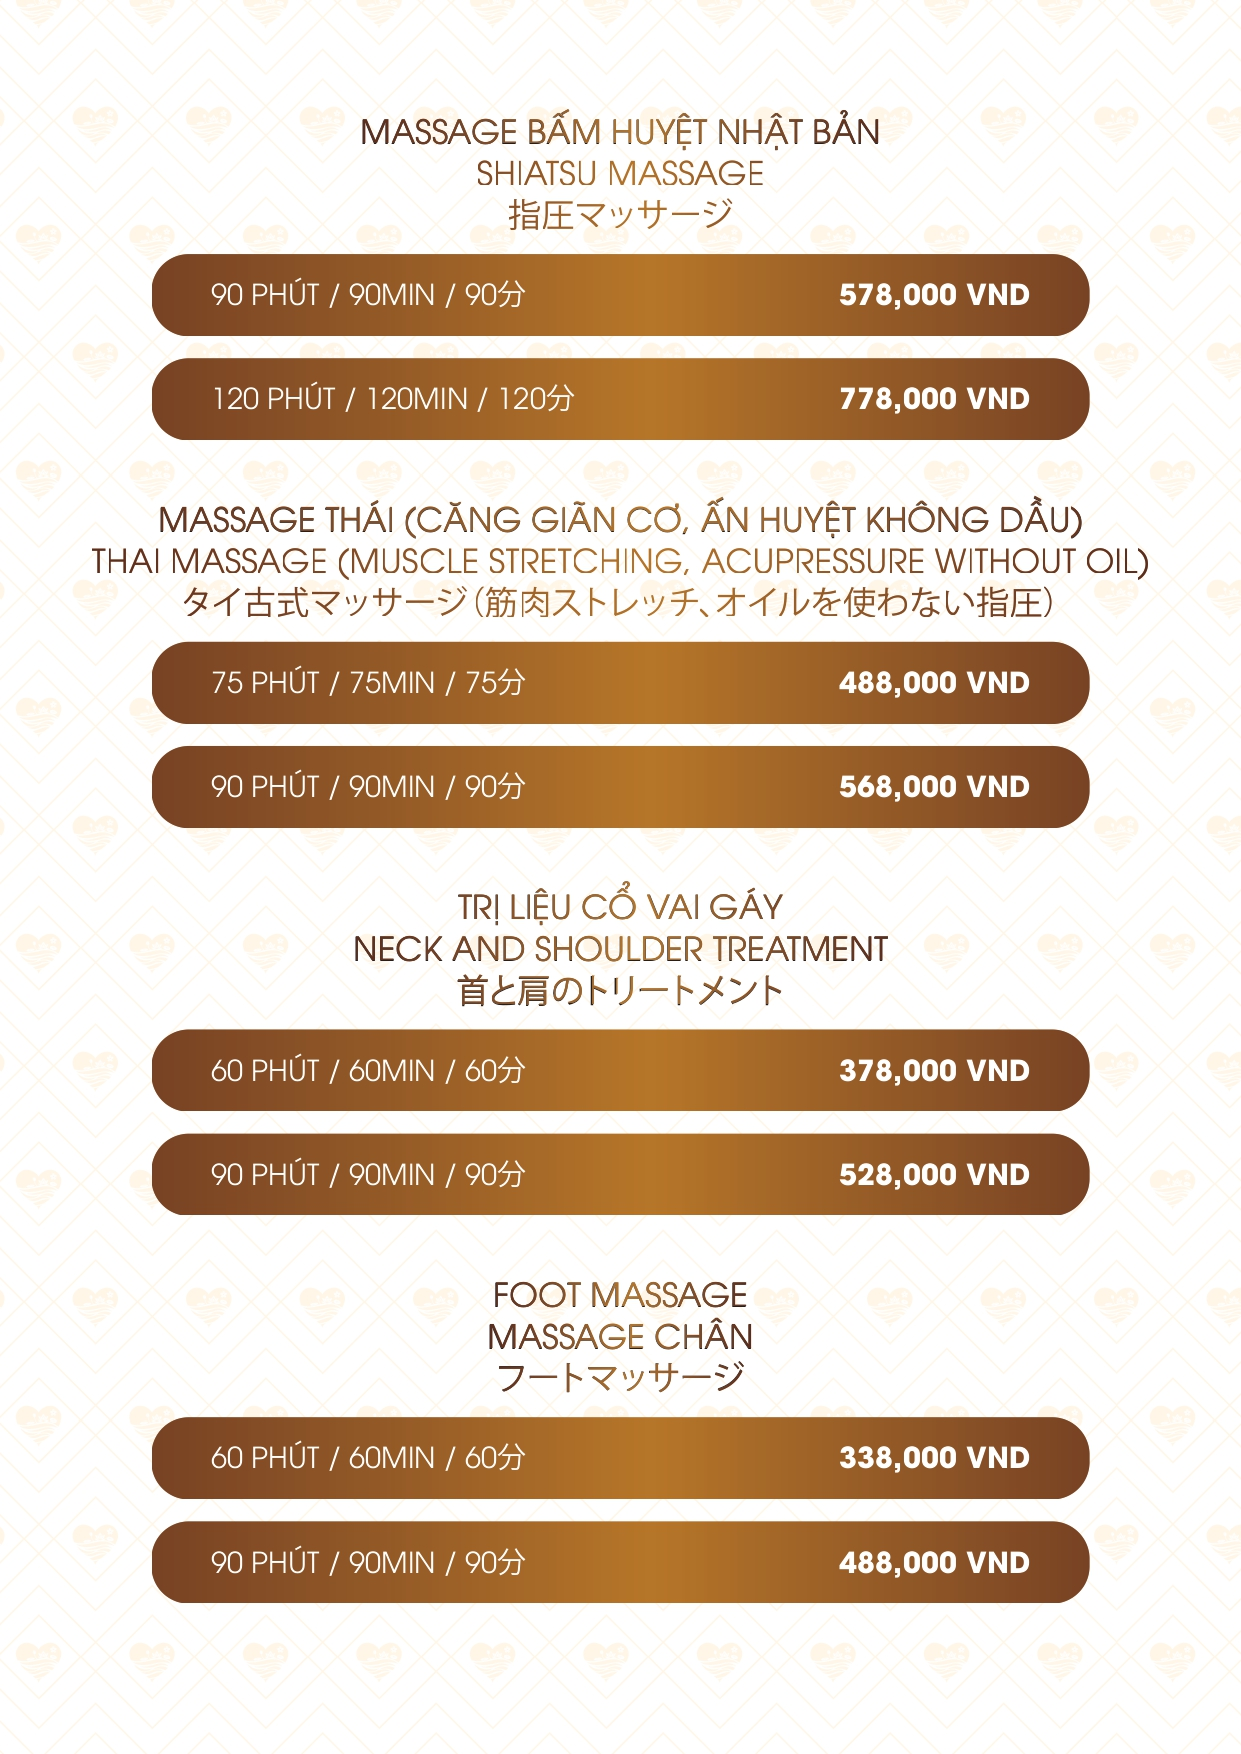 MASSAGE BẤM HUYỆT NHẬT BẢN
SHIATSU MASSAGE
指圧マッサージ
90 PHÚT / 90MIN / 90分 578,000 VND
120 PHÚT / 120MIN / 120分 778,000 VND
MASSAGE THÁI (CĂNG GIÃN CƠ, ẤN HUYỆT KHÔNG DẦU)
THAI MASSAGE (MUSCLE STRETCHING, ACUPRESSURE WITHOUT OIL)
タイ古式マッサージ（筋肉ストレッチ、オイルを使わない指圧）
75 PHÚT / 75MIN / 75分 488,000 VND
90 PHÚT / 90MIN / 90分 568,000 VND
TRỊ LIỆU CỔ VAI GÁY
NECK AND SHOULDER TREATMENT
首と肩のトリートメント
60 PHÚT / 60MIN / 60分 378,000 VND
90 PHÚT / 90MIN / 90分 528,000 VND
FOOT MASSAGE
MASSAGE CHÂN
フートマッサージ
60 PHÚT / 60MIN / 60分 338,000 VND
90 PHÚT / 90MIN / 90分 488,000 VND